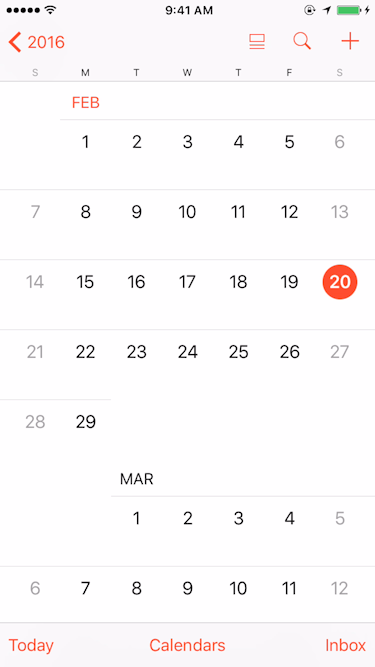 9:41 AM
2016
S M T W T F S
FEB
1 2 3 4 5 6
7 8 9 10 11 12 13
14 15 16 17 18 19 20
21 22 23 24 25 26 27
28 29
MAR
1 2 3 4 5
6 7 8 9 10 11 12
Today Calendars Inbox